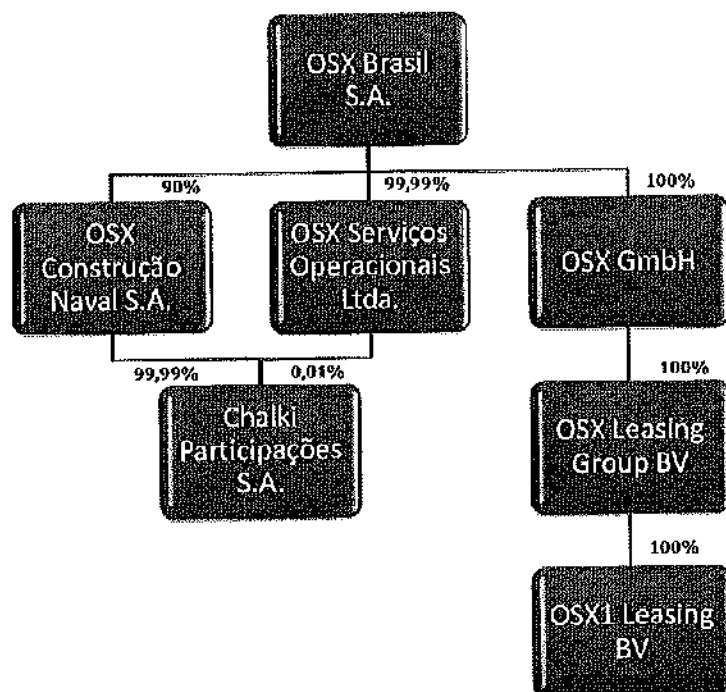 OSX Brasil
S.A.
90%
99,99%
100%
OSX
Construção
Naval S.A.
OSX Serviços
Operacionais
Ltda.
OSX GmbH
99,99%
0,01%
100%
Chalki
Participações
S.A.
OSX Leasing
Group BV
100%
OSX1 Leasing
BV